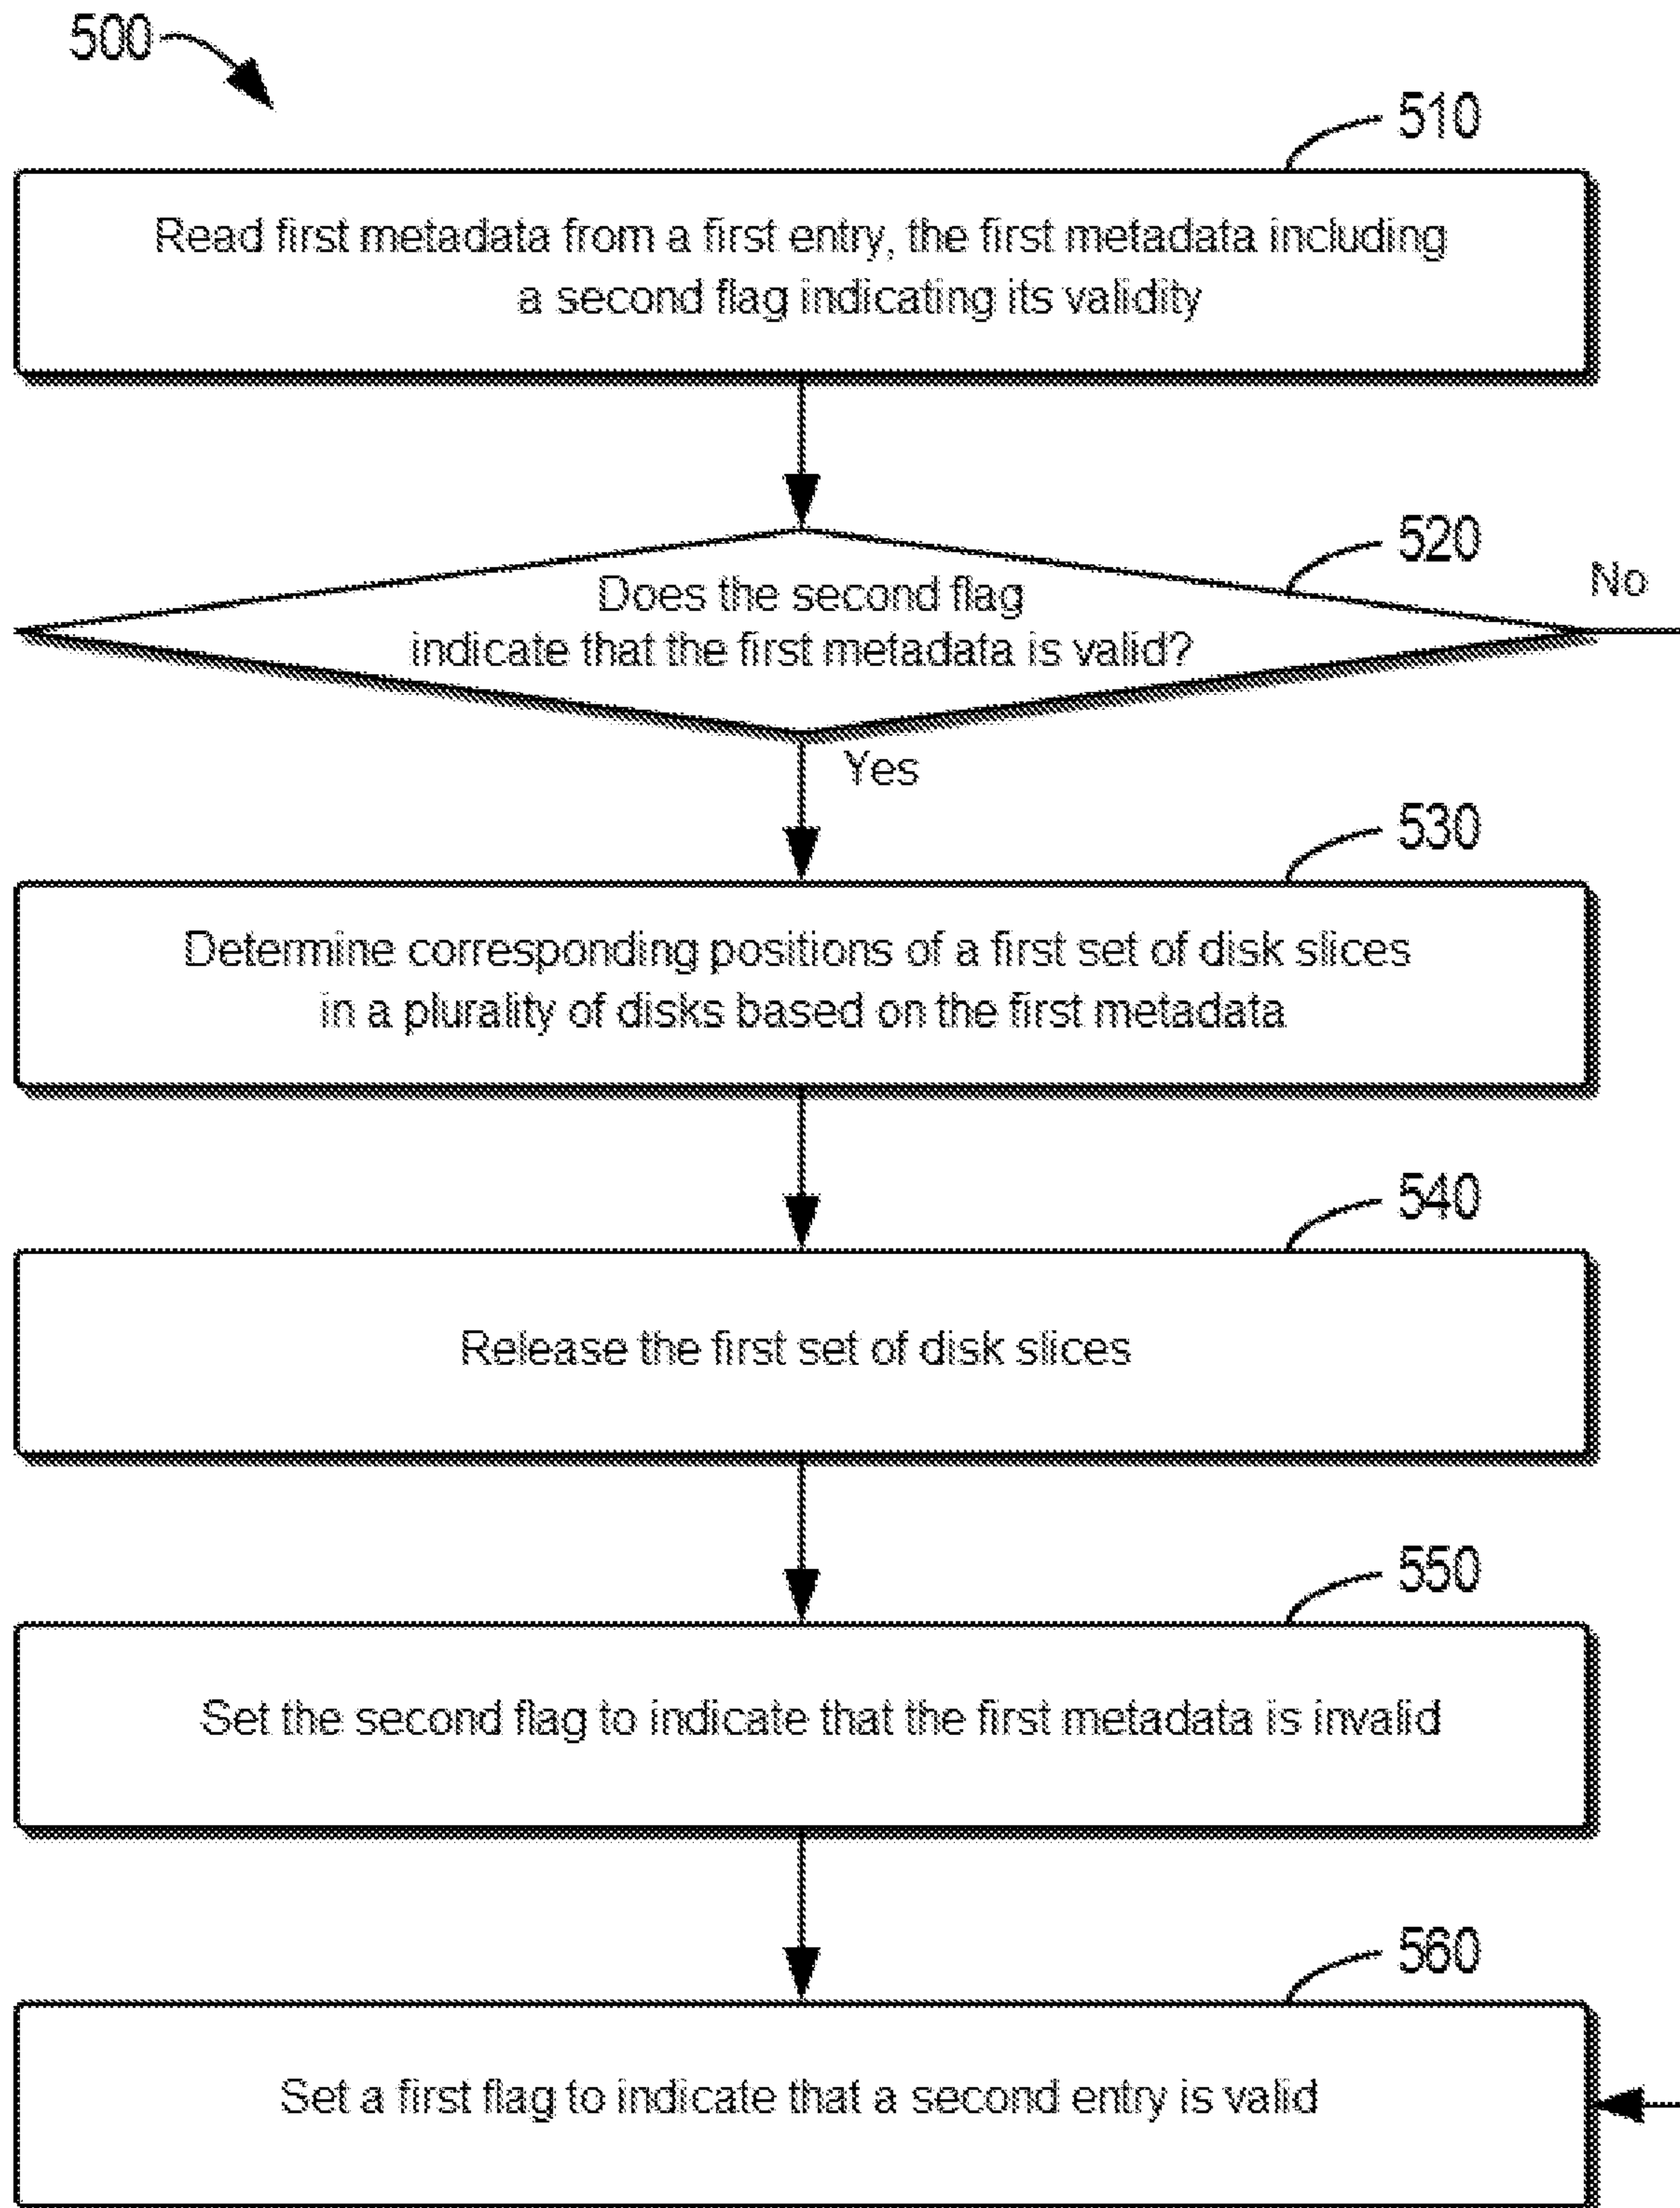 500
510
Read first metadata from a first entry, the first metadata including
a second flag indicating its validity
520
No
Does the second flag
indicate that the first metadata is valid?
Yes
530
Determine corresponding positions of a first set of disk slices
in a plurality of disks based on the first metadata
540
Release the first set of disk slices
550
Set the second flag to indicate that the first metadata is invalid
560
Set a first flag to indicate that a second entry is valid